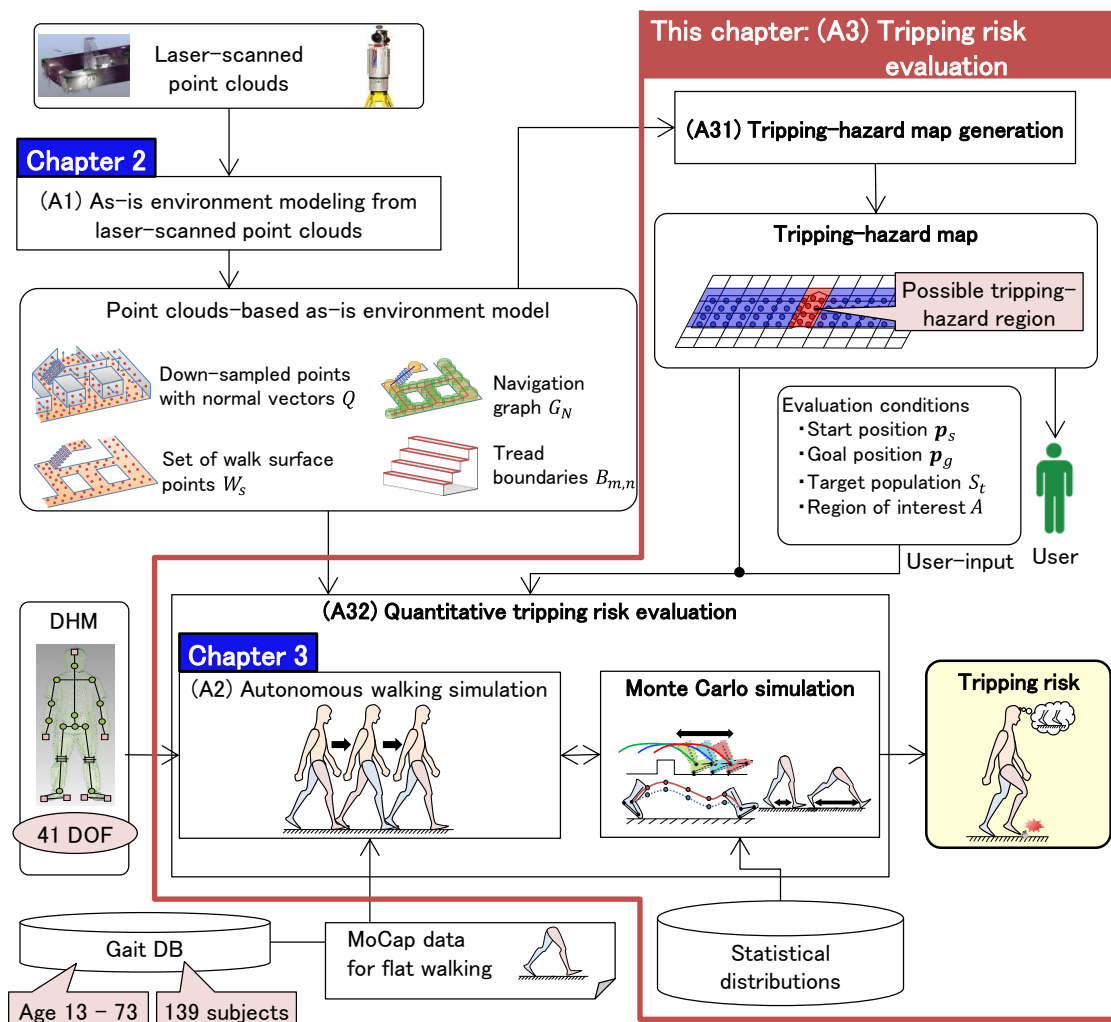 Laser-scanned
point clouds
This chapter: (A3) Tripping risk
evaluation
(A31) Tripping-hazard map generation
Chapter 2
(A1) As-is environment modeling from
laser-scanned point clouds
Tripping-hazard map
Possible tripping-
hazard region
Point clouds-based as-is environment model
Down-sampled points
with normal vectors Q
Navigation
graph G_N
Set of walk surface
points W_s
Tread
boundaries B_{m,n}
Evaluation conditions
・Start position p_s
・Goal position p_g
・Target population S_t
・Region of interest A
User-input
User
(A32) Quantitative tripping risk evaluation
DHM
41 DOF
Chapter 3
(A2) Autonomous walking simulation
Monte Carlo simulation
Tripping risk
Gait DB
Age 13 - 73
139 subjects
MoCap data
for flat walking
Statistical
distributions